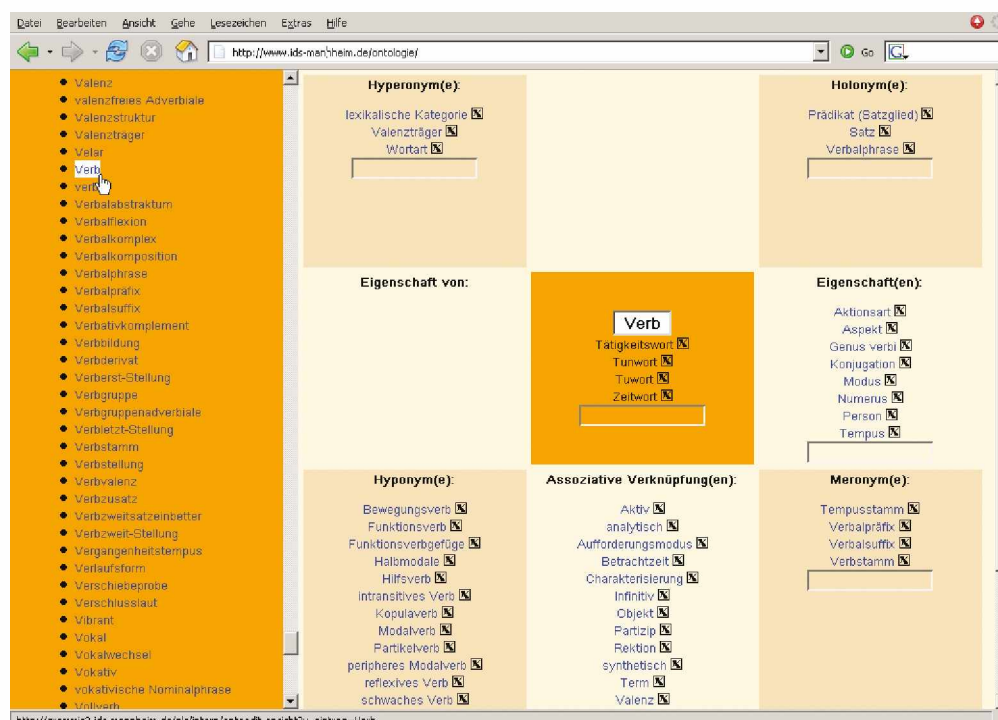 Datei Bearbeiten Ansicht Gehe Lesezeichen Extras Hilfe
http://www.ids-mannheim.de/ontologie/ Go
Valenz
valenzfreies Adverbiale
Valenzstruktur
Valenzträger
Velar
Verb
Verbalabstraktum
Verbalflexion
Verbalkomplex
Verbalkomposition
Verbalphrase
Verbalpräfix
Verbalsuffix
Verbativkomplement
Verbbildung
Verbderivat
Verberst-Stellung
Verbgruppe
Verbgruppenadverbiale
Verbletzt-Stellung
Verbstamm
Verbstellung
Verbvalenz
Verbzusatz
Verbzweitsatzeinbetter
Verbzweit-Stellung
Vergangenheitstempus
Verlaufsform
Verschiebeprobe
Verschlusslaut
Vibrant
Vokal
Vokalwechsel
Vokativ
vokativische Nominalphrase
Vollverb
Hyperonym(e):
lexikalische Kategorie
Valenzträger
Wortart
Holonym(e):
Prädikat (Satzglied)
Satz
Verbalphrase
Eigenschaft von:
Verb
Tätigkeitswort
Tunwort
Tuwort
Zeitwort
Eigenschaft(en):
Aktionsart
Aspekt
Genus verbi
Konjugation
Modus
Numerus
Person
Tempus
Hyponym(e):
Bewegungsverb
Funktionsverb
Funktionsverbgefüge
Halbmodale
Hilfsverb
intransitives Verb
Kopulaverb
Modalverb
Partikelverb
peripheres Modalverb
reflexives Verb
schwaches Verb
Assoziative Verknüpfung(en):
Aktiv
analytisch
Aufforderungsmodus
Betrachtzeit
Charakterisierung
Infinitiv
Objekt
Partizip
Rektion
synthetisch
Term
Valenz
Meronym(e):
Tempusstamm
Verbalpräfix
Verbalsuffix
Verbstamm